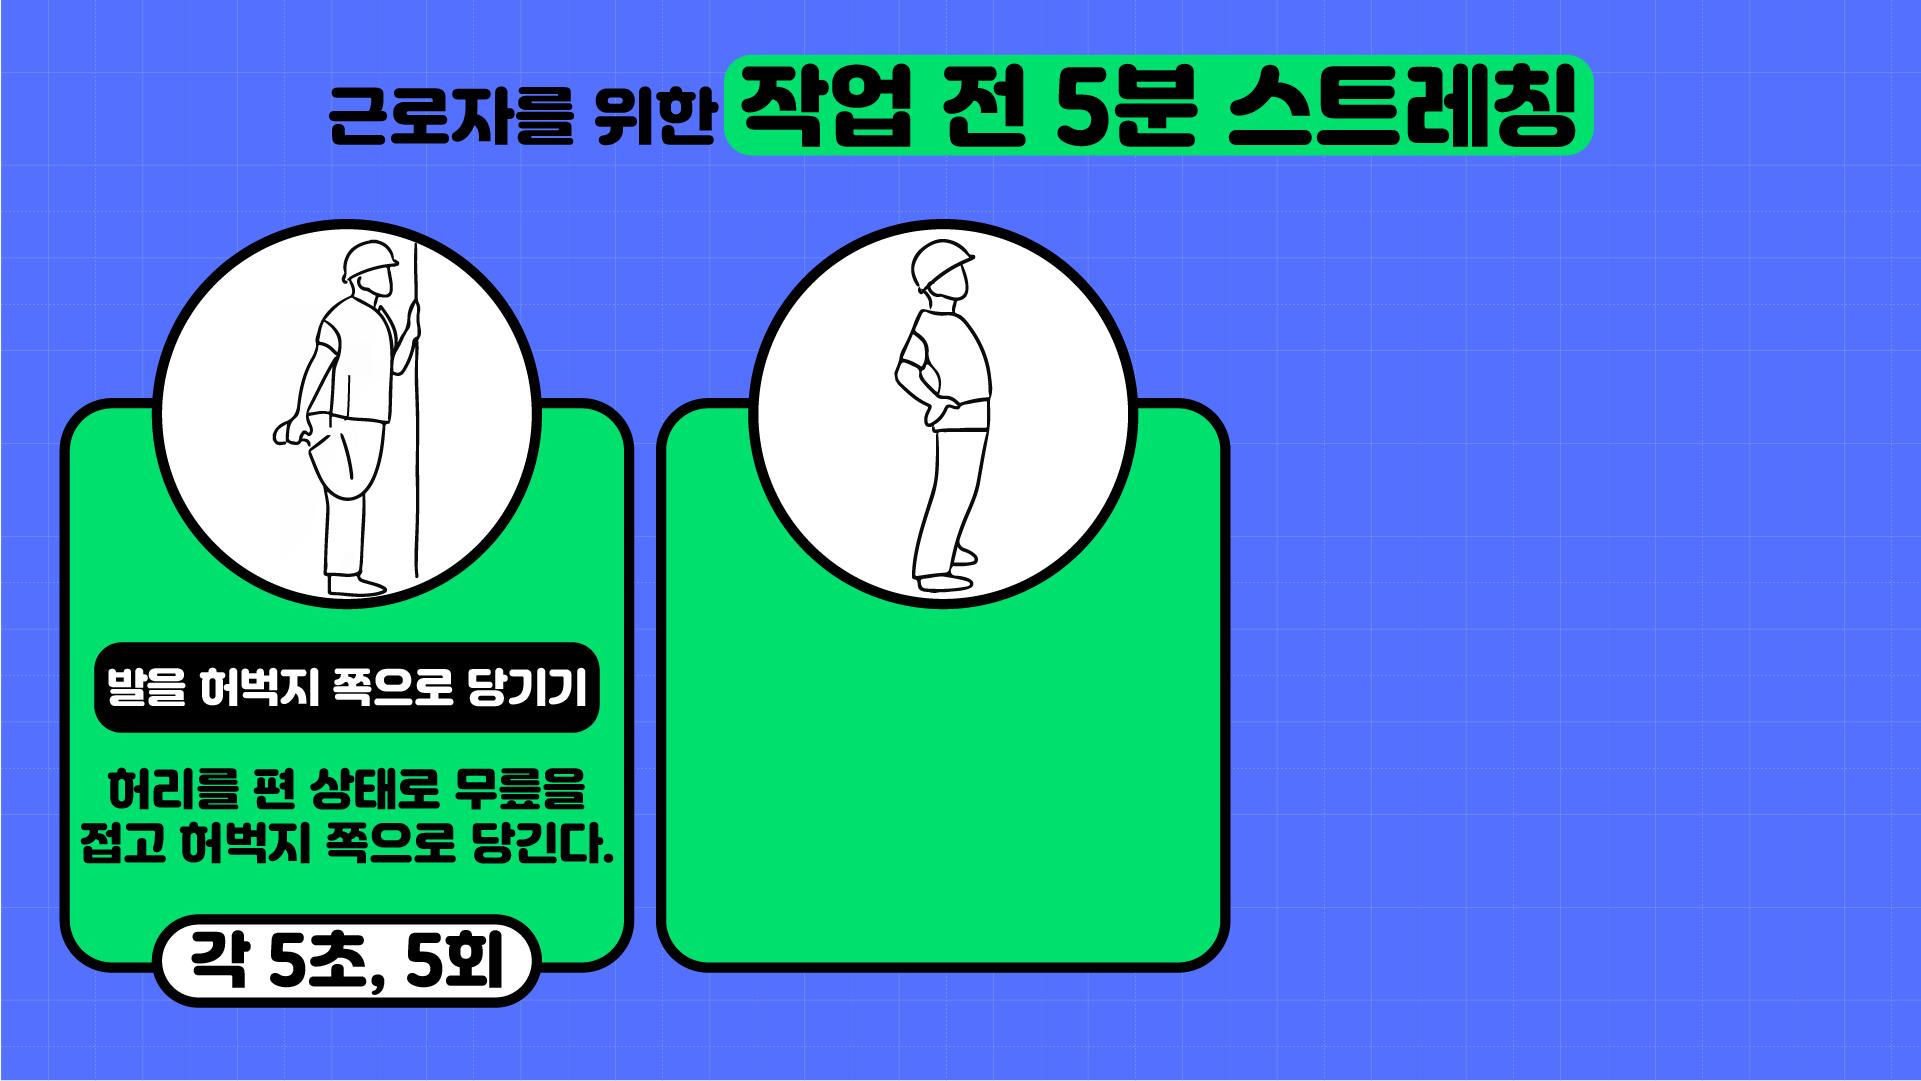 근로자를 위한 작업 전 5분 스트레칭
발을 허벅지 쪽으로 당기기
허리를 편 상태로 무릎을
접고 허벅지 쪽으로 당긴다.
각 5초, 5회